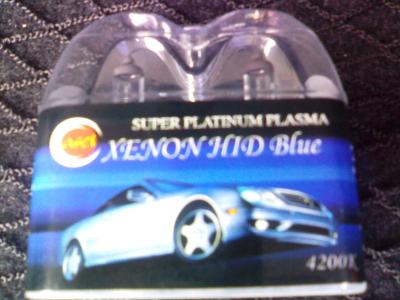 SUPER PLATINUM PLASMA
XENON HID Blue
4200K